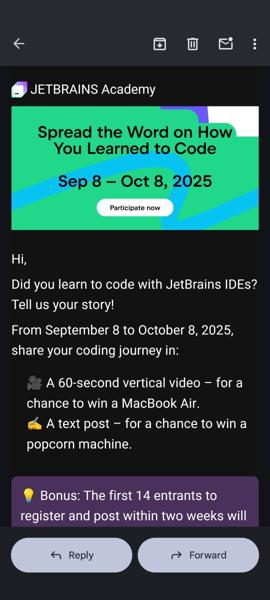 JETBRAINS Academy
Spread the Word on How
You Learned to Code
Sep 8 – Oct 8, 2025
Participate now
Hi,
Did you learn to code with JetBrains IDEs?
Tell us your story!
From September 8 to October 8, 2025,
share your coding journey in:
🎥 A 60-second vertical video – for a
chance to win a MacBook Air.
✍️ A text post – for a chance to win a
popcorn machine.
💡 Bonus: The first 14 entrants to
register and post within two weeks will
Reply
Forward